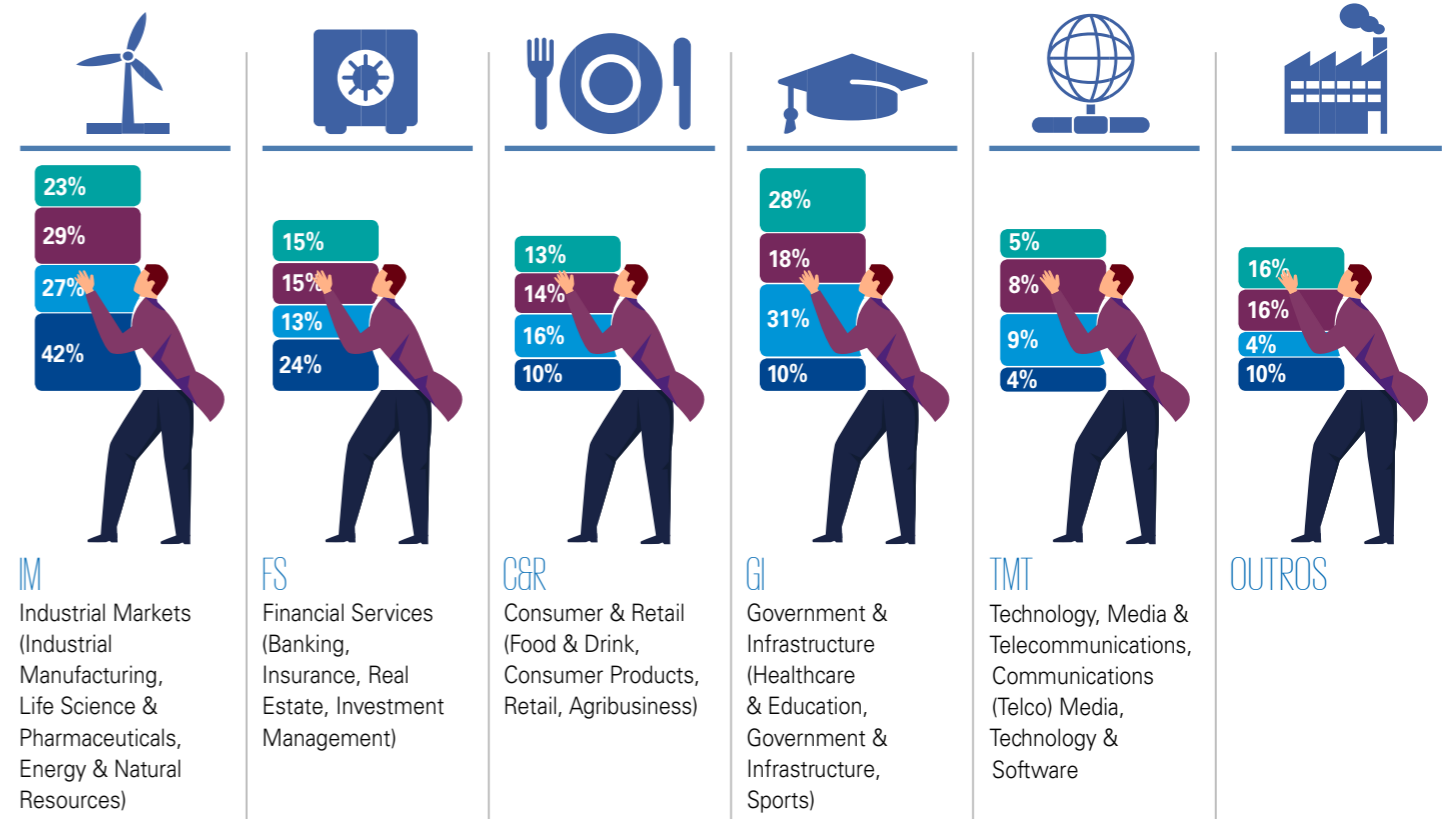 23%
29%
27%
42%
15%
15%
13%
24%
13%
14%
16%
10%
28%
18%
31%
10%
5%
8%
9%
4%
16%
16%
4%
10%
IM
Industrial Markets
(Industrial
Manufacturing,
Life Science &
Pharmaceuticals,
Energy & Natural
Resources)
FS
Financial Services
(Banking,
Insurance, Real
Estate, Investment
Management)
C&R
Consumer & Retail
(Food & Drink,
Consumer Products,
Retail, Agribusiness)
GI
Government &
Infrastructure
(Healthcare
& Education,
Government &
Infrastructure,
Sports)
TMT
Technology, Media &
Telecommunications,
Communications
(Telco) Media,
Technology &
Software
OUTROS